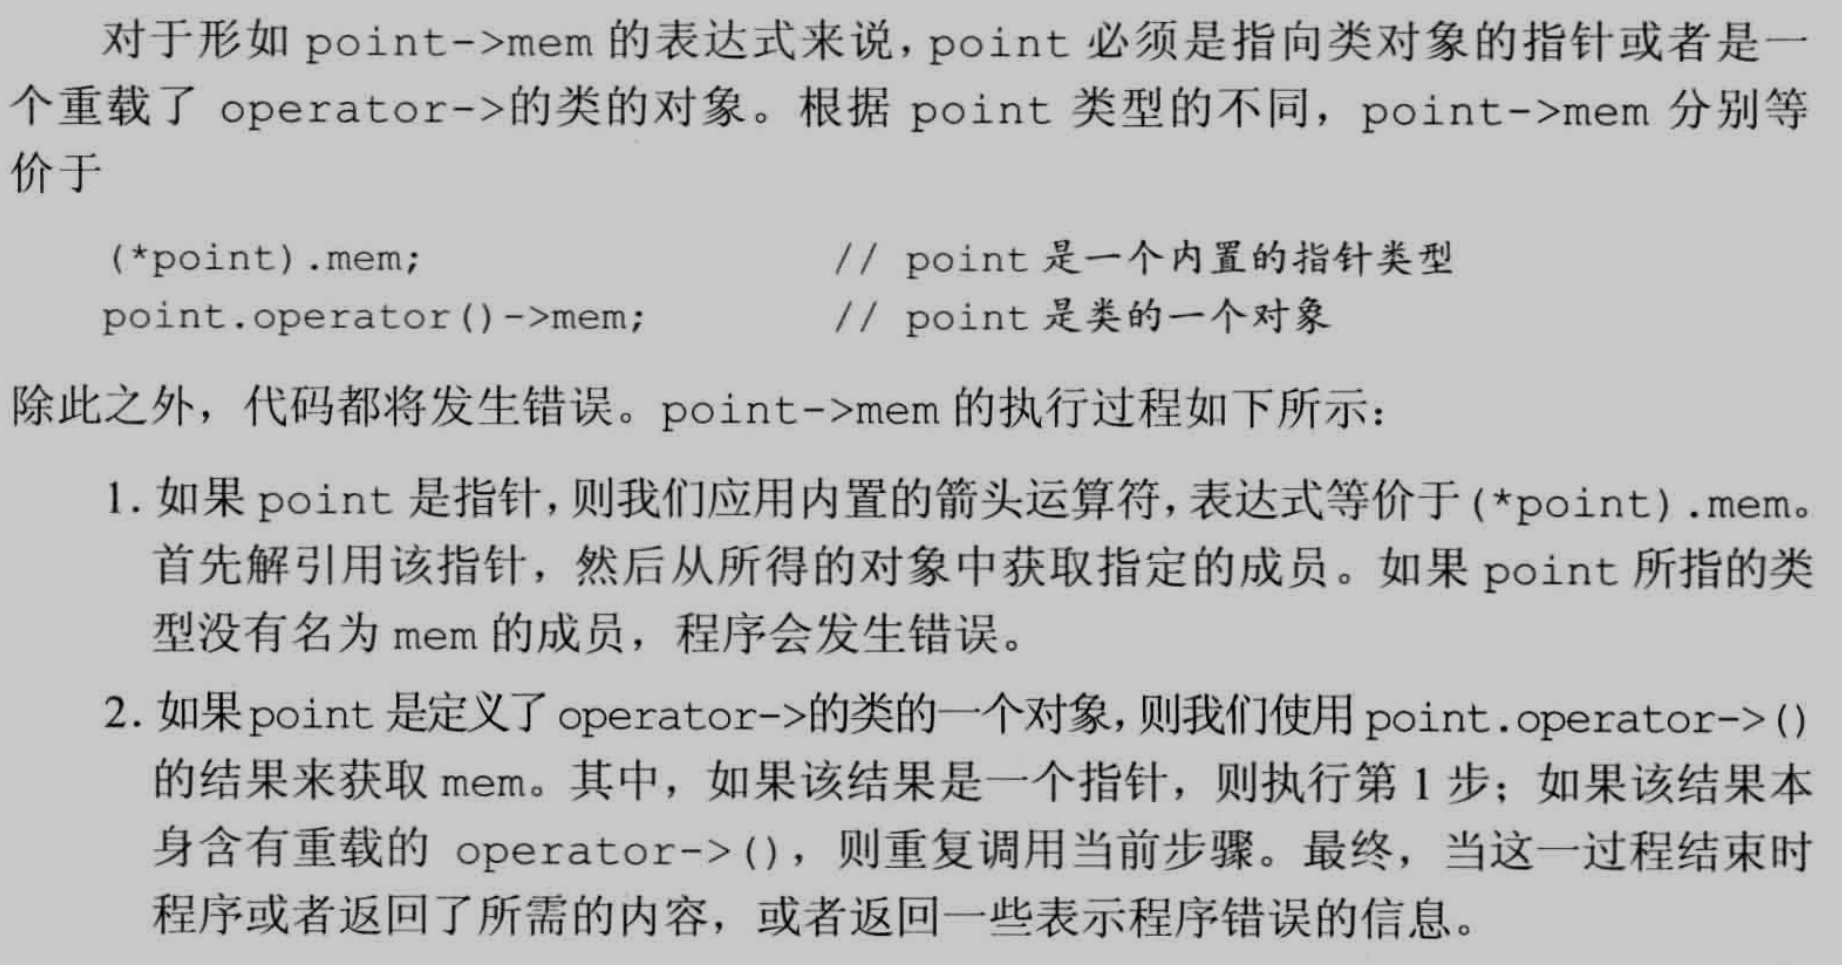 对于形如 point->mem 的表达式来说，point 必须是指向类对象的指针或者是一
个重载了 operator->的类的对象。根据 point 类型的不同，point->mem 分别等
价于
(*point).mem; // point 是一个内置的指针类型
point.operator()->mem; // point 是类的一个对象
除此之外，代码都将发生错误。point->mem 的执行过程如下所示：
1. 如果 point 是指针，则我们应用内置的箭头运算符，表达式等价于(*point).mem。
首先解引用该指针，然后从所得的对象中获取指定的成员。如果 point 所指的类
型没有名为 mem 的成员，程序会发生错误。
2. 如果point 是定义了operator->的类的一个对象，则我们使用point.operator->()
的结果来获取 mem。其中，如果该结果是一个指针，则执行第 1 步；如果该结果本
身含有重载的 operator->()，则重复调用当前步骤。最终，当这一过程结束时
程序或者返回了所需的内容，或者返回一些表示程序错误的信息。